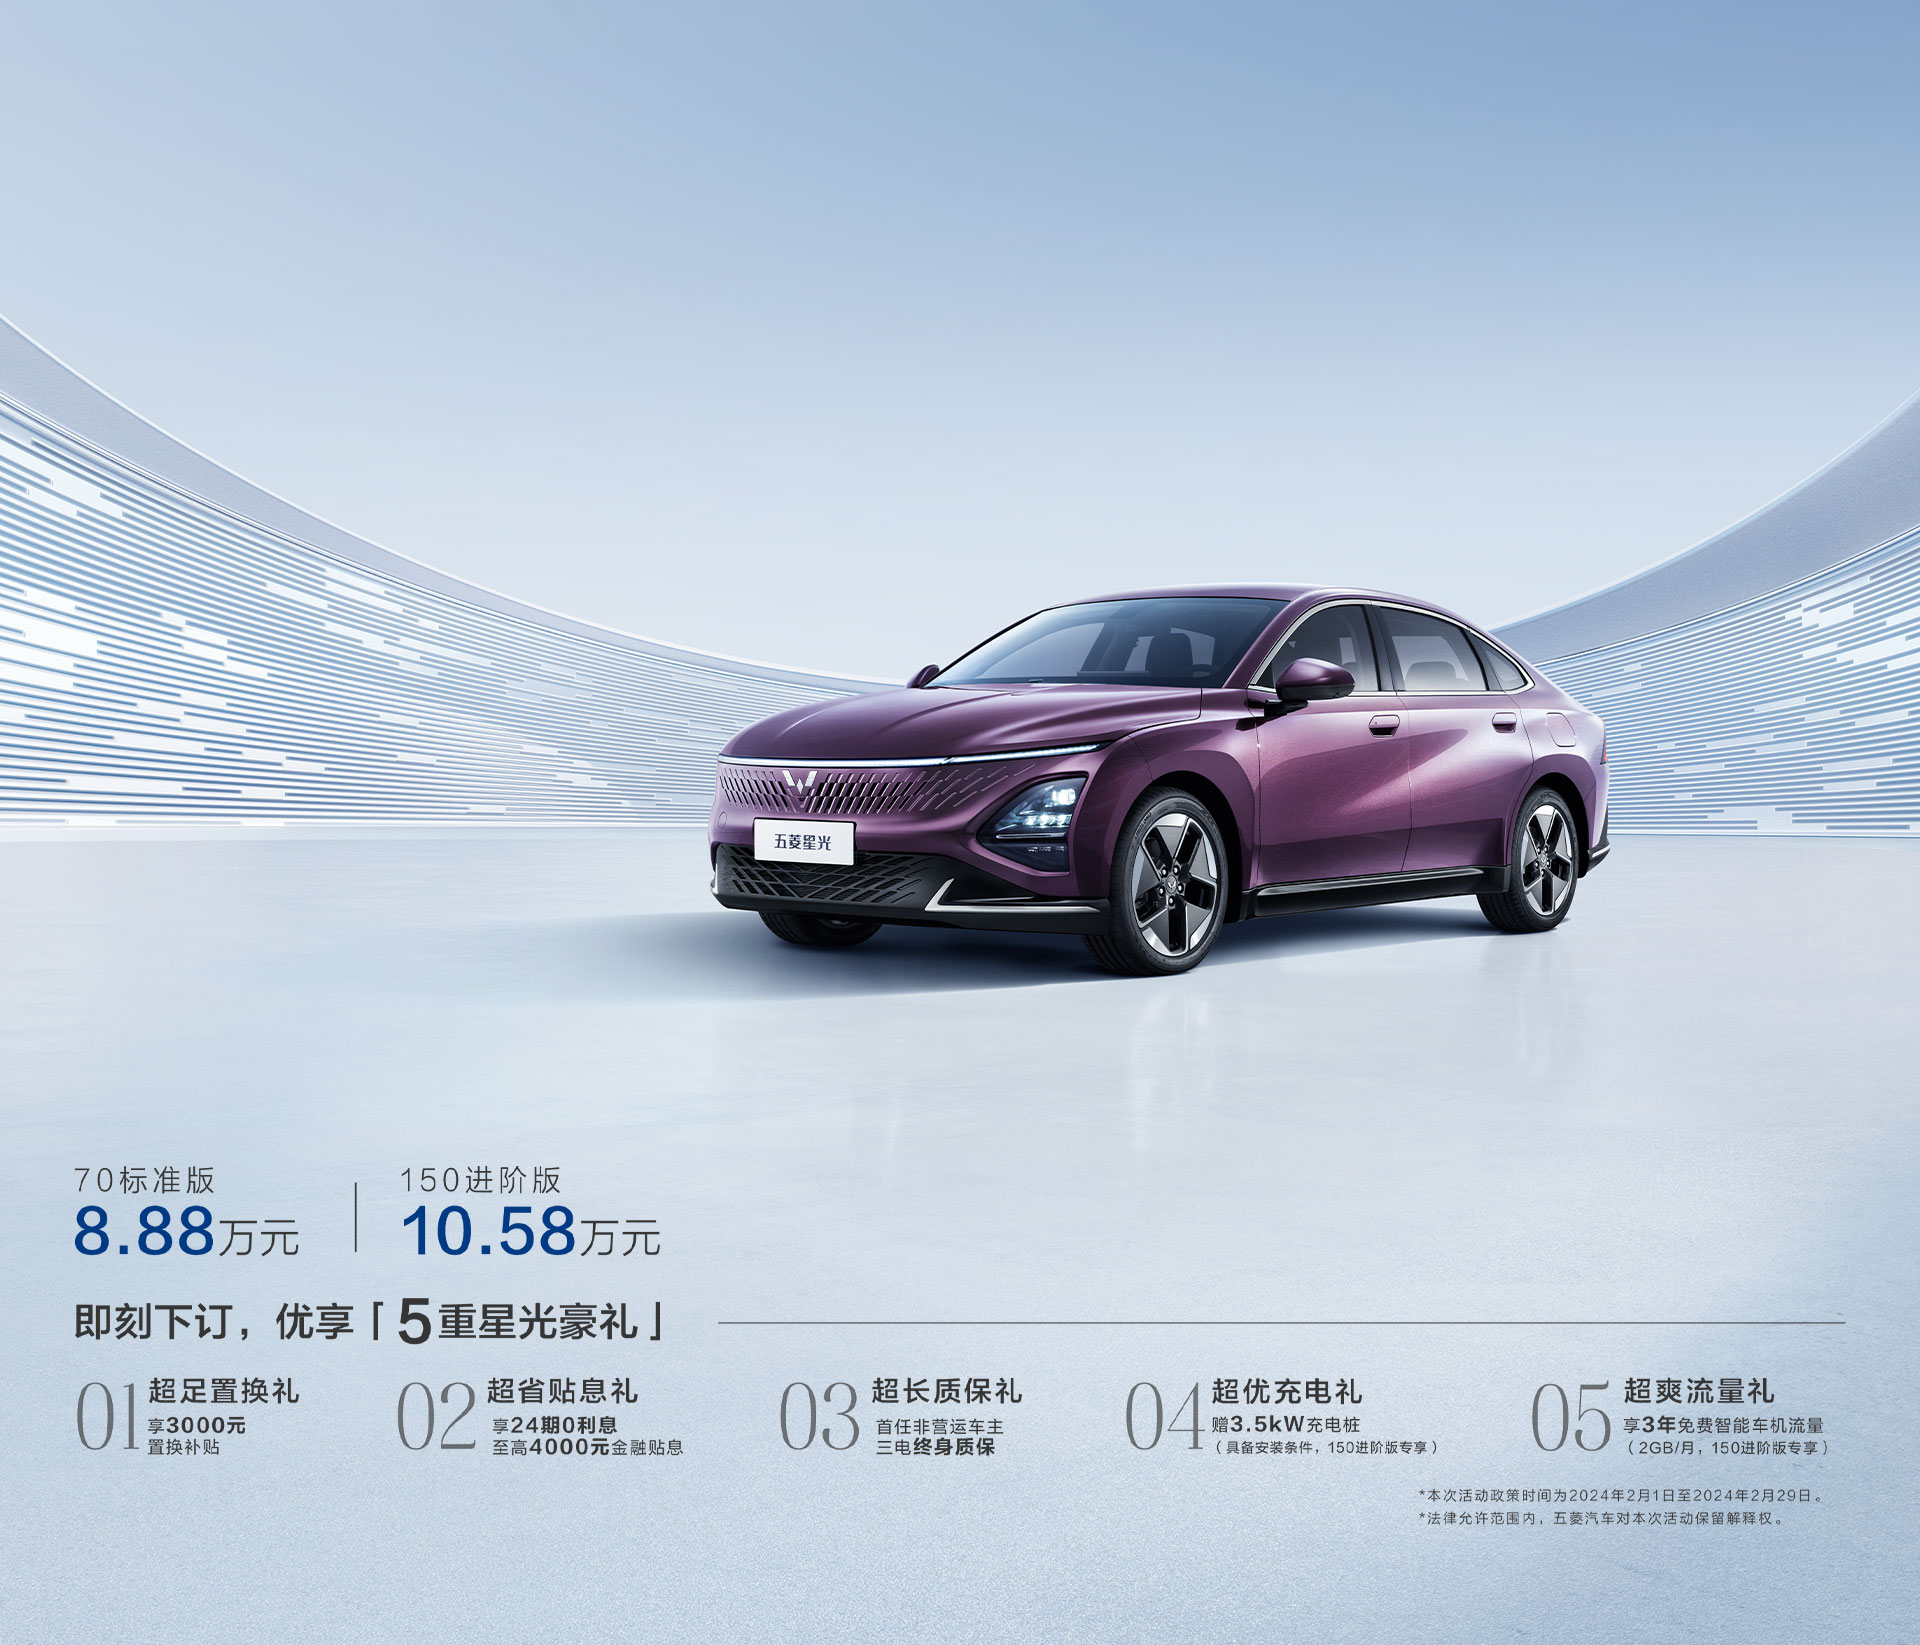 五菱星光
70标准版
8.88万元
150进阶版
10.58万元
即刻下订，优享「5重星光豪礼」
01 超足置换礼
享3000元
置换补贴
02 超省贴息礼
享24期0利息
至高4000元金融贴息
03 超长质保礼
首任非营运车主
三电终身质保
04 超优充电礼
赠3.5kW充电桩
（具备安装条件，150进阶版专享）
05 超爽流量礼
享3年免费智能车机流量
（2GB/月，150进阶版专享）
*本次活动政策时间为2024年2月1日至2024年2月29日。
*法律允许范围内，五菱汽车对本次活动保留解释权。